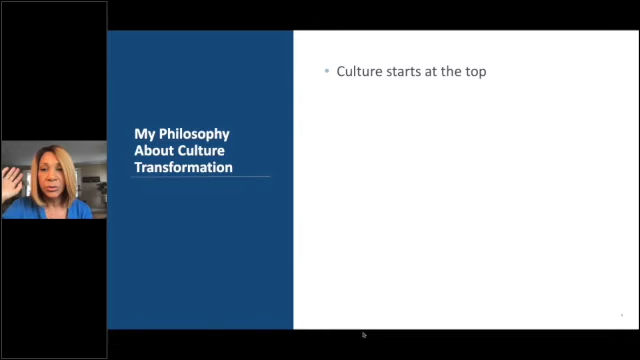 My Philosophy
About Culture
Transformation
• Culture starts at the top